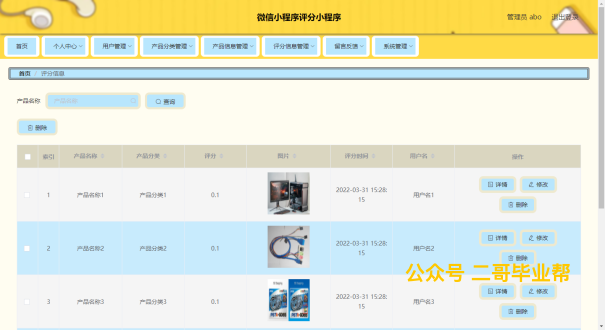 微信小程序评分小程序
管理员 abo 退出登录
首页 个人中心 用户管理 产品分类管理 产品信息管理 评分信息管理 留言反馈 系统管理
首页 / 评分信息
产品名称 产品名称 查询
删除
索引 产品名称 产品分类 评分 图片 评分时间 用户名 操作
1 产品名称1 产品分类1 0.1 2022-03-31 15:28:15 用户名1 详情 修改 删除
2 产品名称2 产品分类2 0.1 2022-03-31 15:28:15 用户名2 详情 修改 删除
公众号 二哥毕业帮
3 产品名称3 产品分类3 0.1 2022-03-31 15:28:15 用户名3 详情 修改 删除